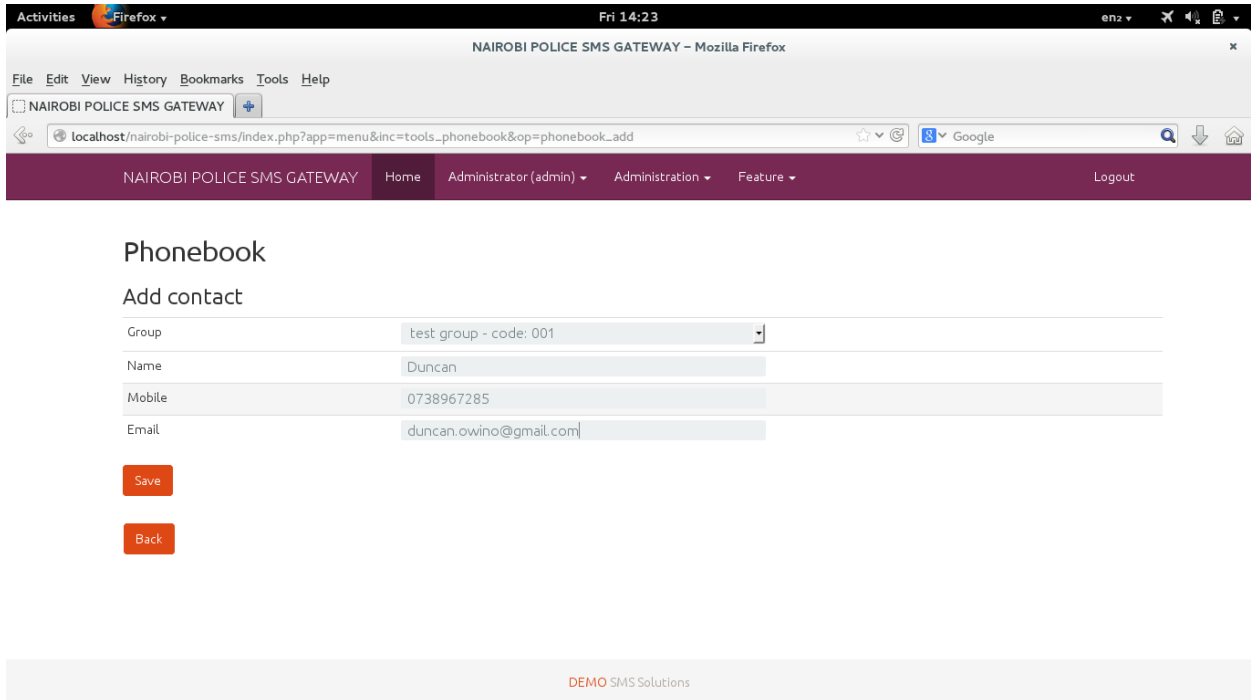 Activities Firefox Fri 14:23 en2
NAIROBI POLICE SMS GATEWAY – Mozilla Firefox ×
File Edit View History Bookmarks Tools Help
NAIROBI POLICE SMS GATEWAY
localhost/nairobi-police-sms/index.php?app=menu&inc=tools_phonebook&op=phonebook_add 8 Google
NAIROBI POLICE SMS GATEWAY Home Administrator (admin) Administration Feature Logout
Phonebook
Add contact
Group test group - code: 001
Name Duncan
Mobile 0738967285
Email duncan.owino@gmail.com
Save
Back
DEMO SMS Solutions